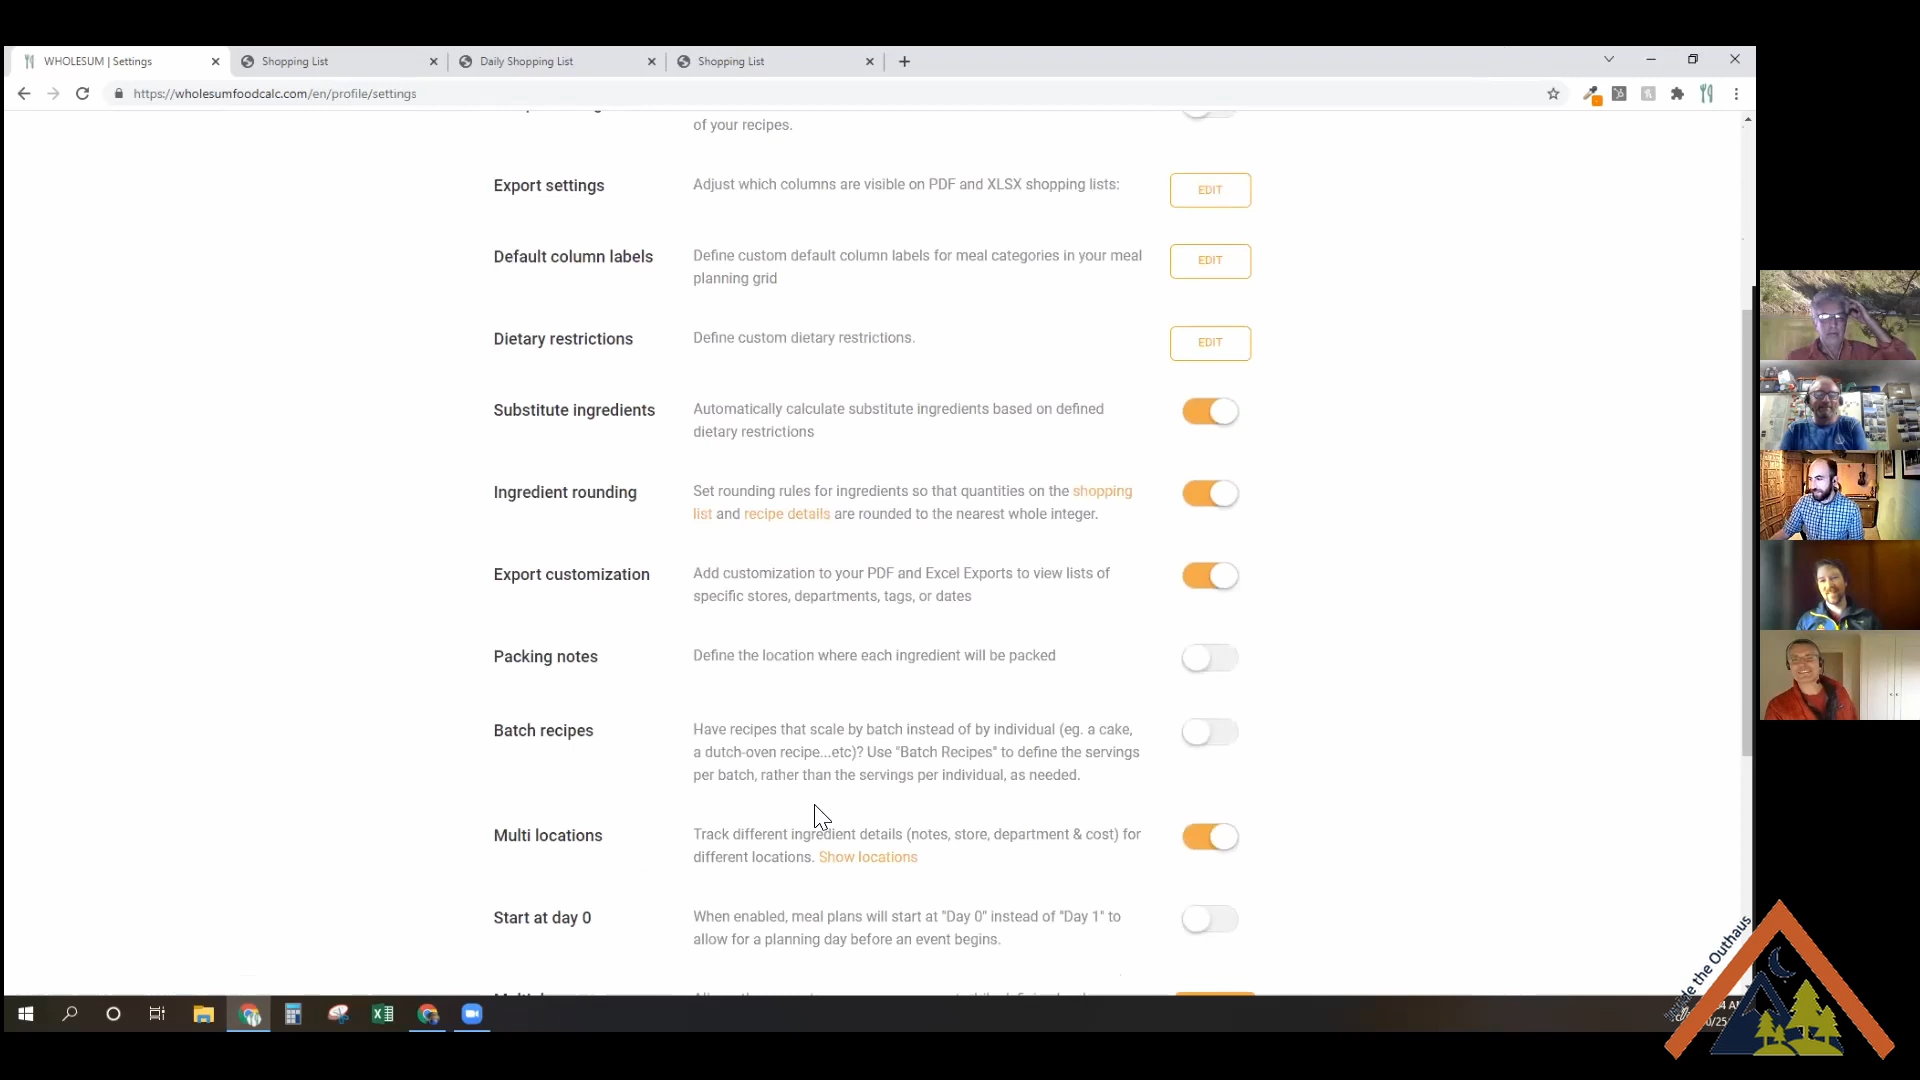 WHOLESUM | Settings
Shopping List
Daily Shopping List
Shopping List
https://wholesumfoodcalc.com/en/profile/settings
of your recipes.
Export settings
Adjust which columns are visible on PDF and XLSX shopping lists:
EDIT
Default column labels
Define custom default column labels for meal categories in your meal
planning grid
EDIT
Dietary restrictions
Define custom dietary restrictions.
EDIT
Substitute ingredients
Automatically calculate substitute ingredients based on defined
dietary restrictions
Ingredient rounding
Set rounding rules for ingredients so that quantities on the shopping
list and recipe details are rounded to the nearest whole integer.
Export customization
Add customization to your PDF and Excel Exports to view lists of
specific stores, departments, tags, or dates
Packing notes
Define the location where each ingredient will be packed
Batch recipes
Have recipes that scale by batch instead of by individual (eg. a cake,
a dutch-oven recipe...etc)? Use "Batch Recipes" to define the servings
per batch, rather than the servings per individual, as needed.
Multi locations
Track different ingredient details (notes, store, department & cost) for
different locations. Show locations
Start at day 0
When enabled, meal plans will start at "Day 0" instead of "Day 1" to
allow for a planning day before an event begins.
the Outhaus